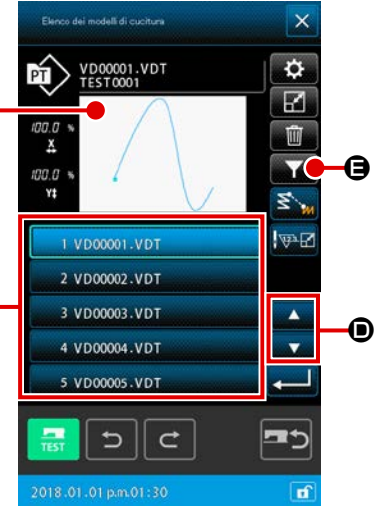 Elenco dei modelli di cucitura
PT
VD00001.VDT
TEST0001
100.0 %
X
100.0 %
Y
E
123
1 VD00001.VDT
2 VD00002.VDT
3 VD00003.VDT
4 VD00004.VDT
5 VD00005.VDT
D
TEST
2018.01.01 p.m.01:30